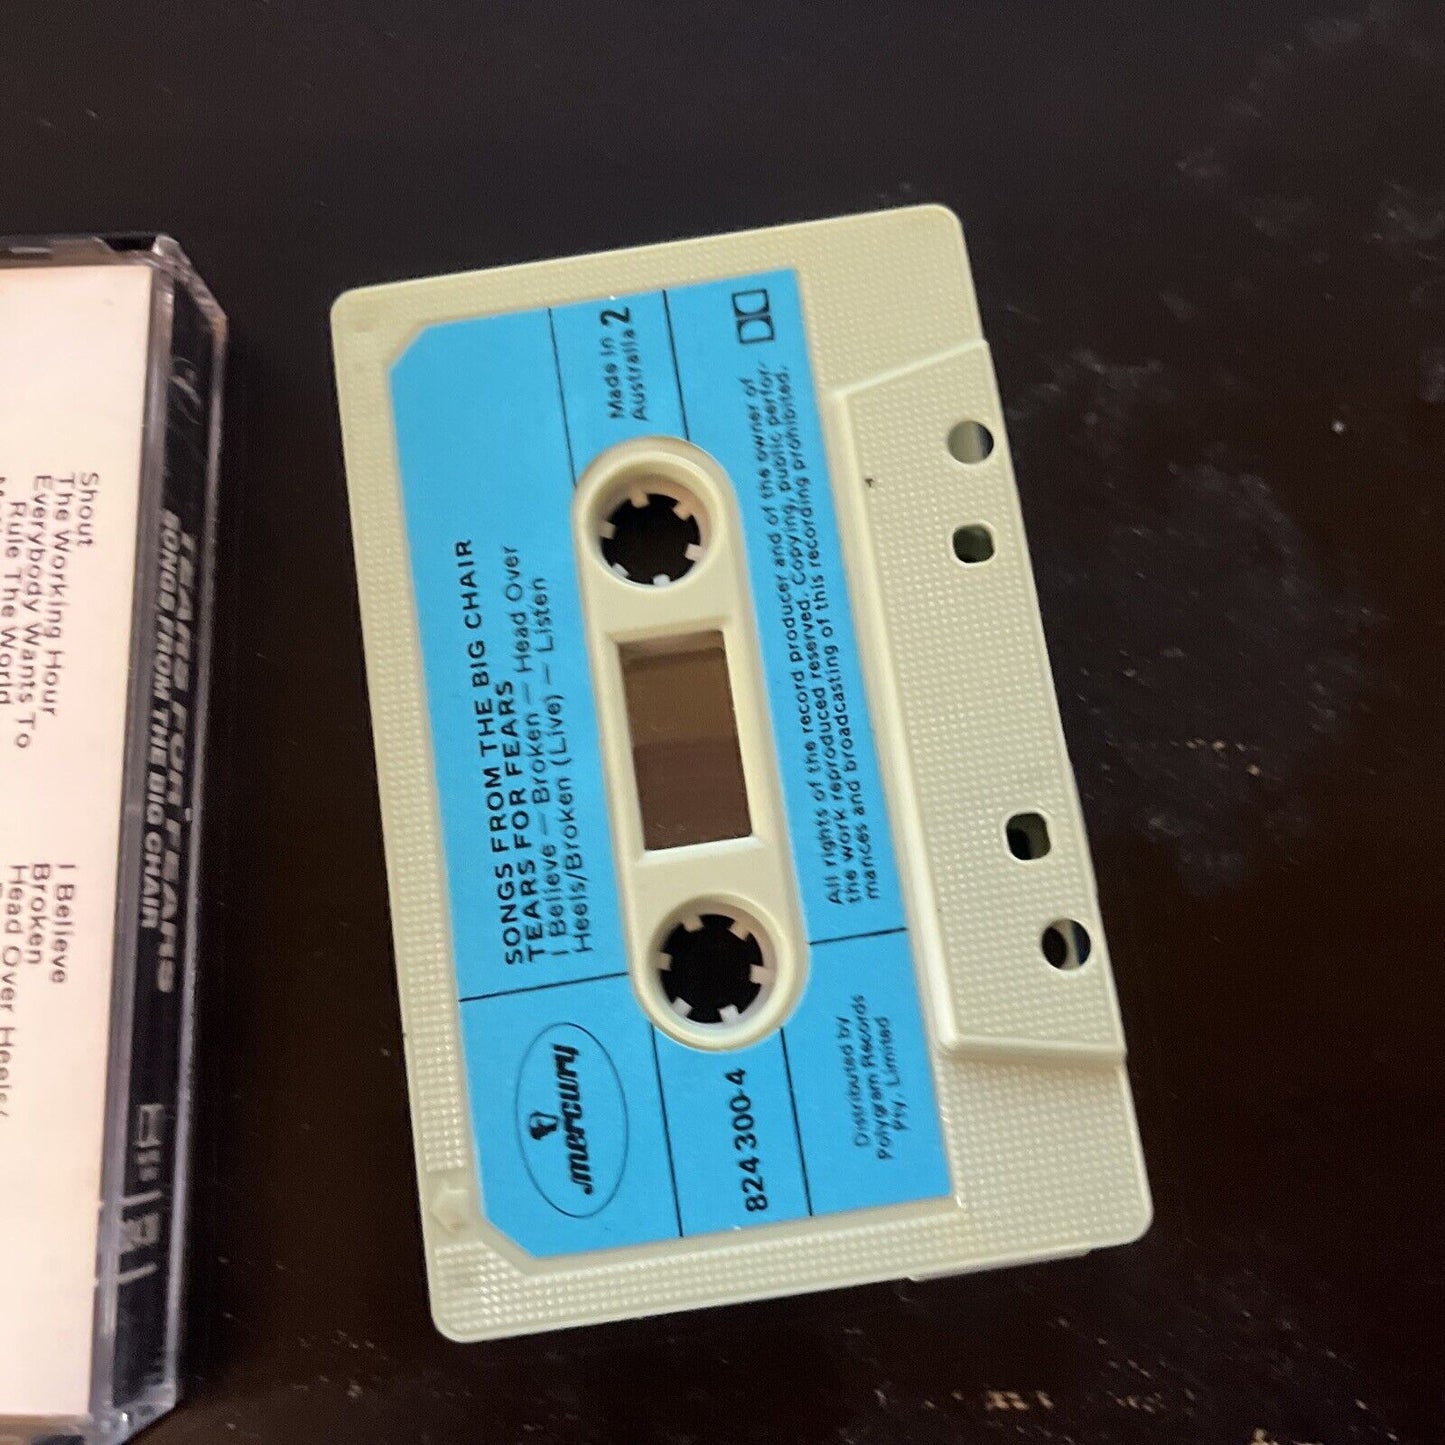 SONGS FROM THE BIG CHAIR
TEARS FOR FEARS
I Believe — Broken — Head Over
Heels/Broken (Live) — Listen
Made in
Australia
2
mercury
824 300-4
All rights of the record producer and of the owner of
the work reproduced reserved. Copying, public perfor-
mances and broadcasting of this recording prohibited.
Distributed by
Polygram Records
Pty. Limited
Shout
The Working Hour
Everybody Wants To
Rule The World
I Believe
Broken
Head Over Heels/
TEARS FOR FEARS
SONGS FROM THE BIG CHAIR